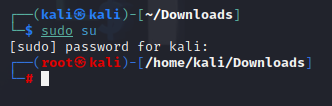 ┌──(kali㉿kali)-[~/Downloads]
└─$ sudo su
[sudo] password for kali:
┌──(root㉿kali)-[/home/kali/Downloads]
└─#